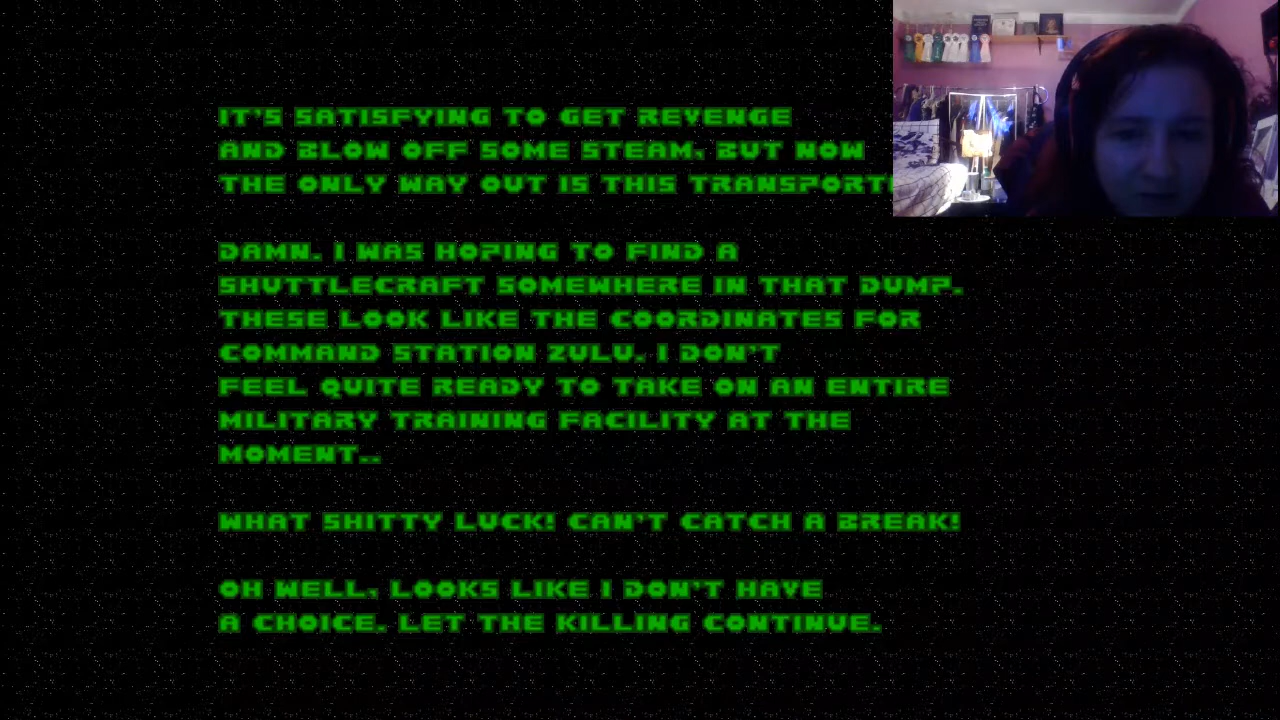 IT'S SATISFYING TO GET REVENGE
AND BLOW OFF SOME STEAM, BUT NOW
THE ONLY WAY OUT IS THIS
DAMN. I WAS HOPING TO FIND A
SHUTTLECRAFT SOMEWHERE IN THAT DUMP.
THESE LOOK LIKE THE COORDINATES FOR
COMMAND STATION ZULU. I DON'T
FEEL QUITE READY TO TAKE ON AN ENTIRE
MILITARY TRAINING FACILITY AT THE
MOMENT..
WHAT SHITTY LUCK! CAN'T CATCH A BREAK!
OH WELL, LOOKS LIKE I DON'T HAVE
A CHOICE. LET THE KILLING CONTINUE.